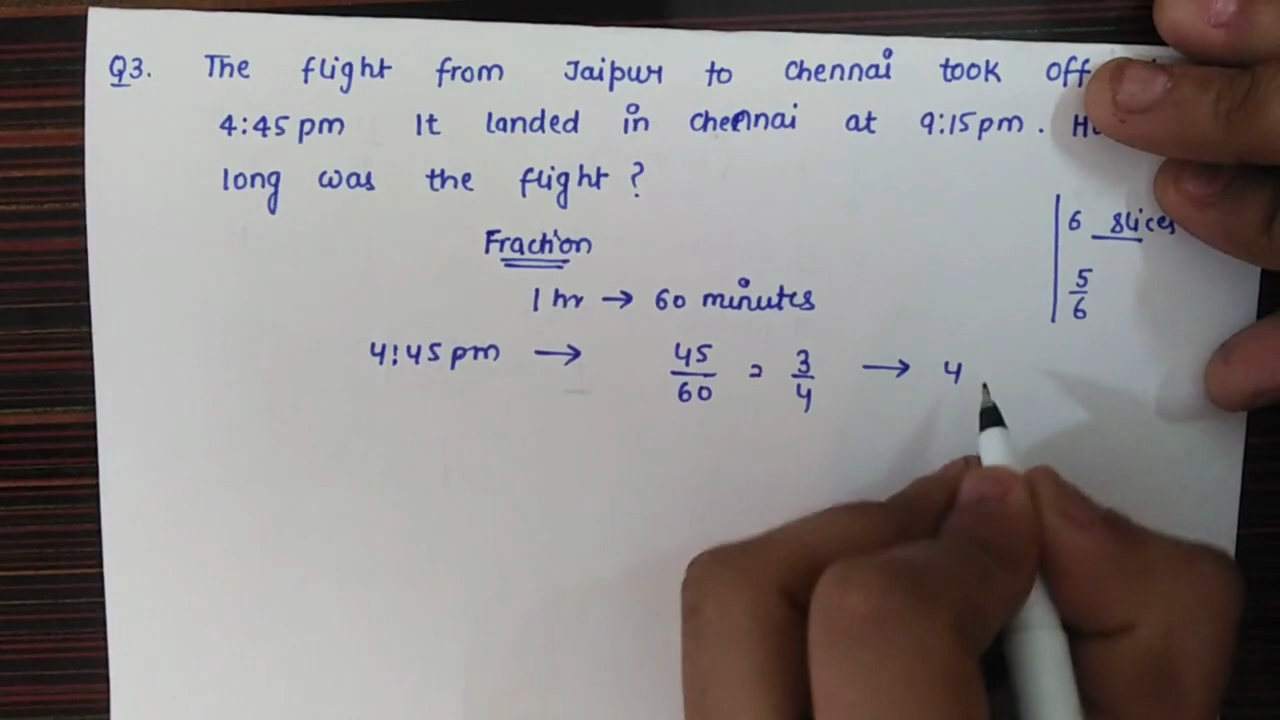 Q3. The flight from Jaipur to chennai took off
4:45 pm It landed in chennai at 9:15 pm.
long was the flight ?
Fraction
6 slices
1 hr → 60 minutes
5/6
4:45 pm → 45/60 = 3/4 → 4